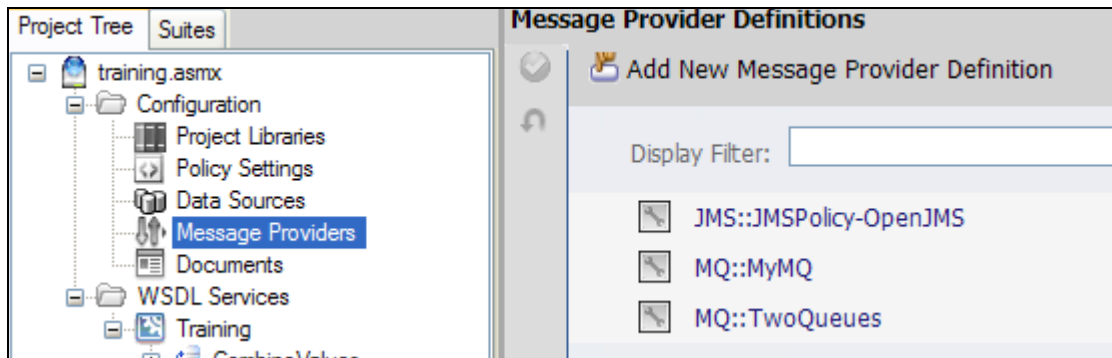 Project Tree
Suites
training.asmx
Configuration
Project Libraries
Policy Settings
Data Sources
Message Providers
Documents
WSDL Services
Training
CombineValues
Message Provider Definitions
Add New Message Provider Definition
Display Filter:
JMS::JMSPolicy-OpenJMS
MQ::MyMQ
MQ::TwoQueues